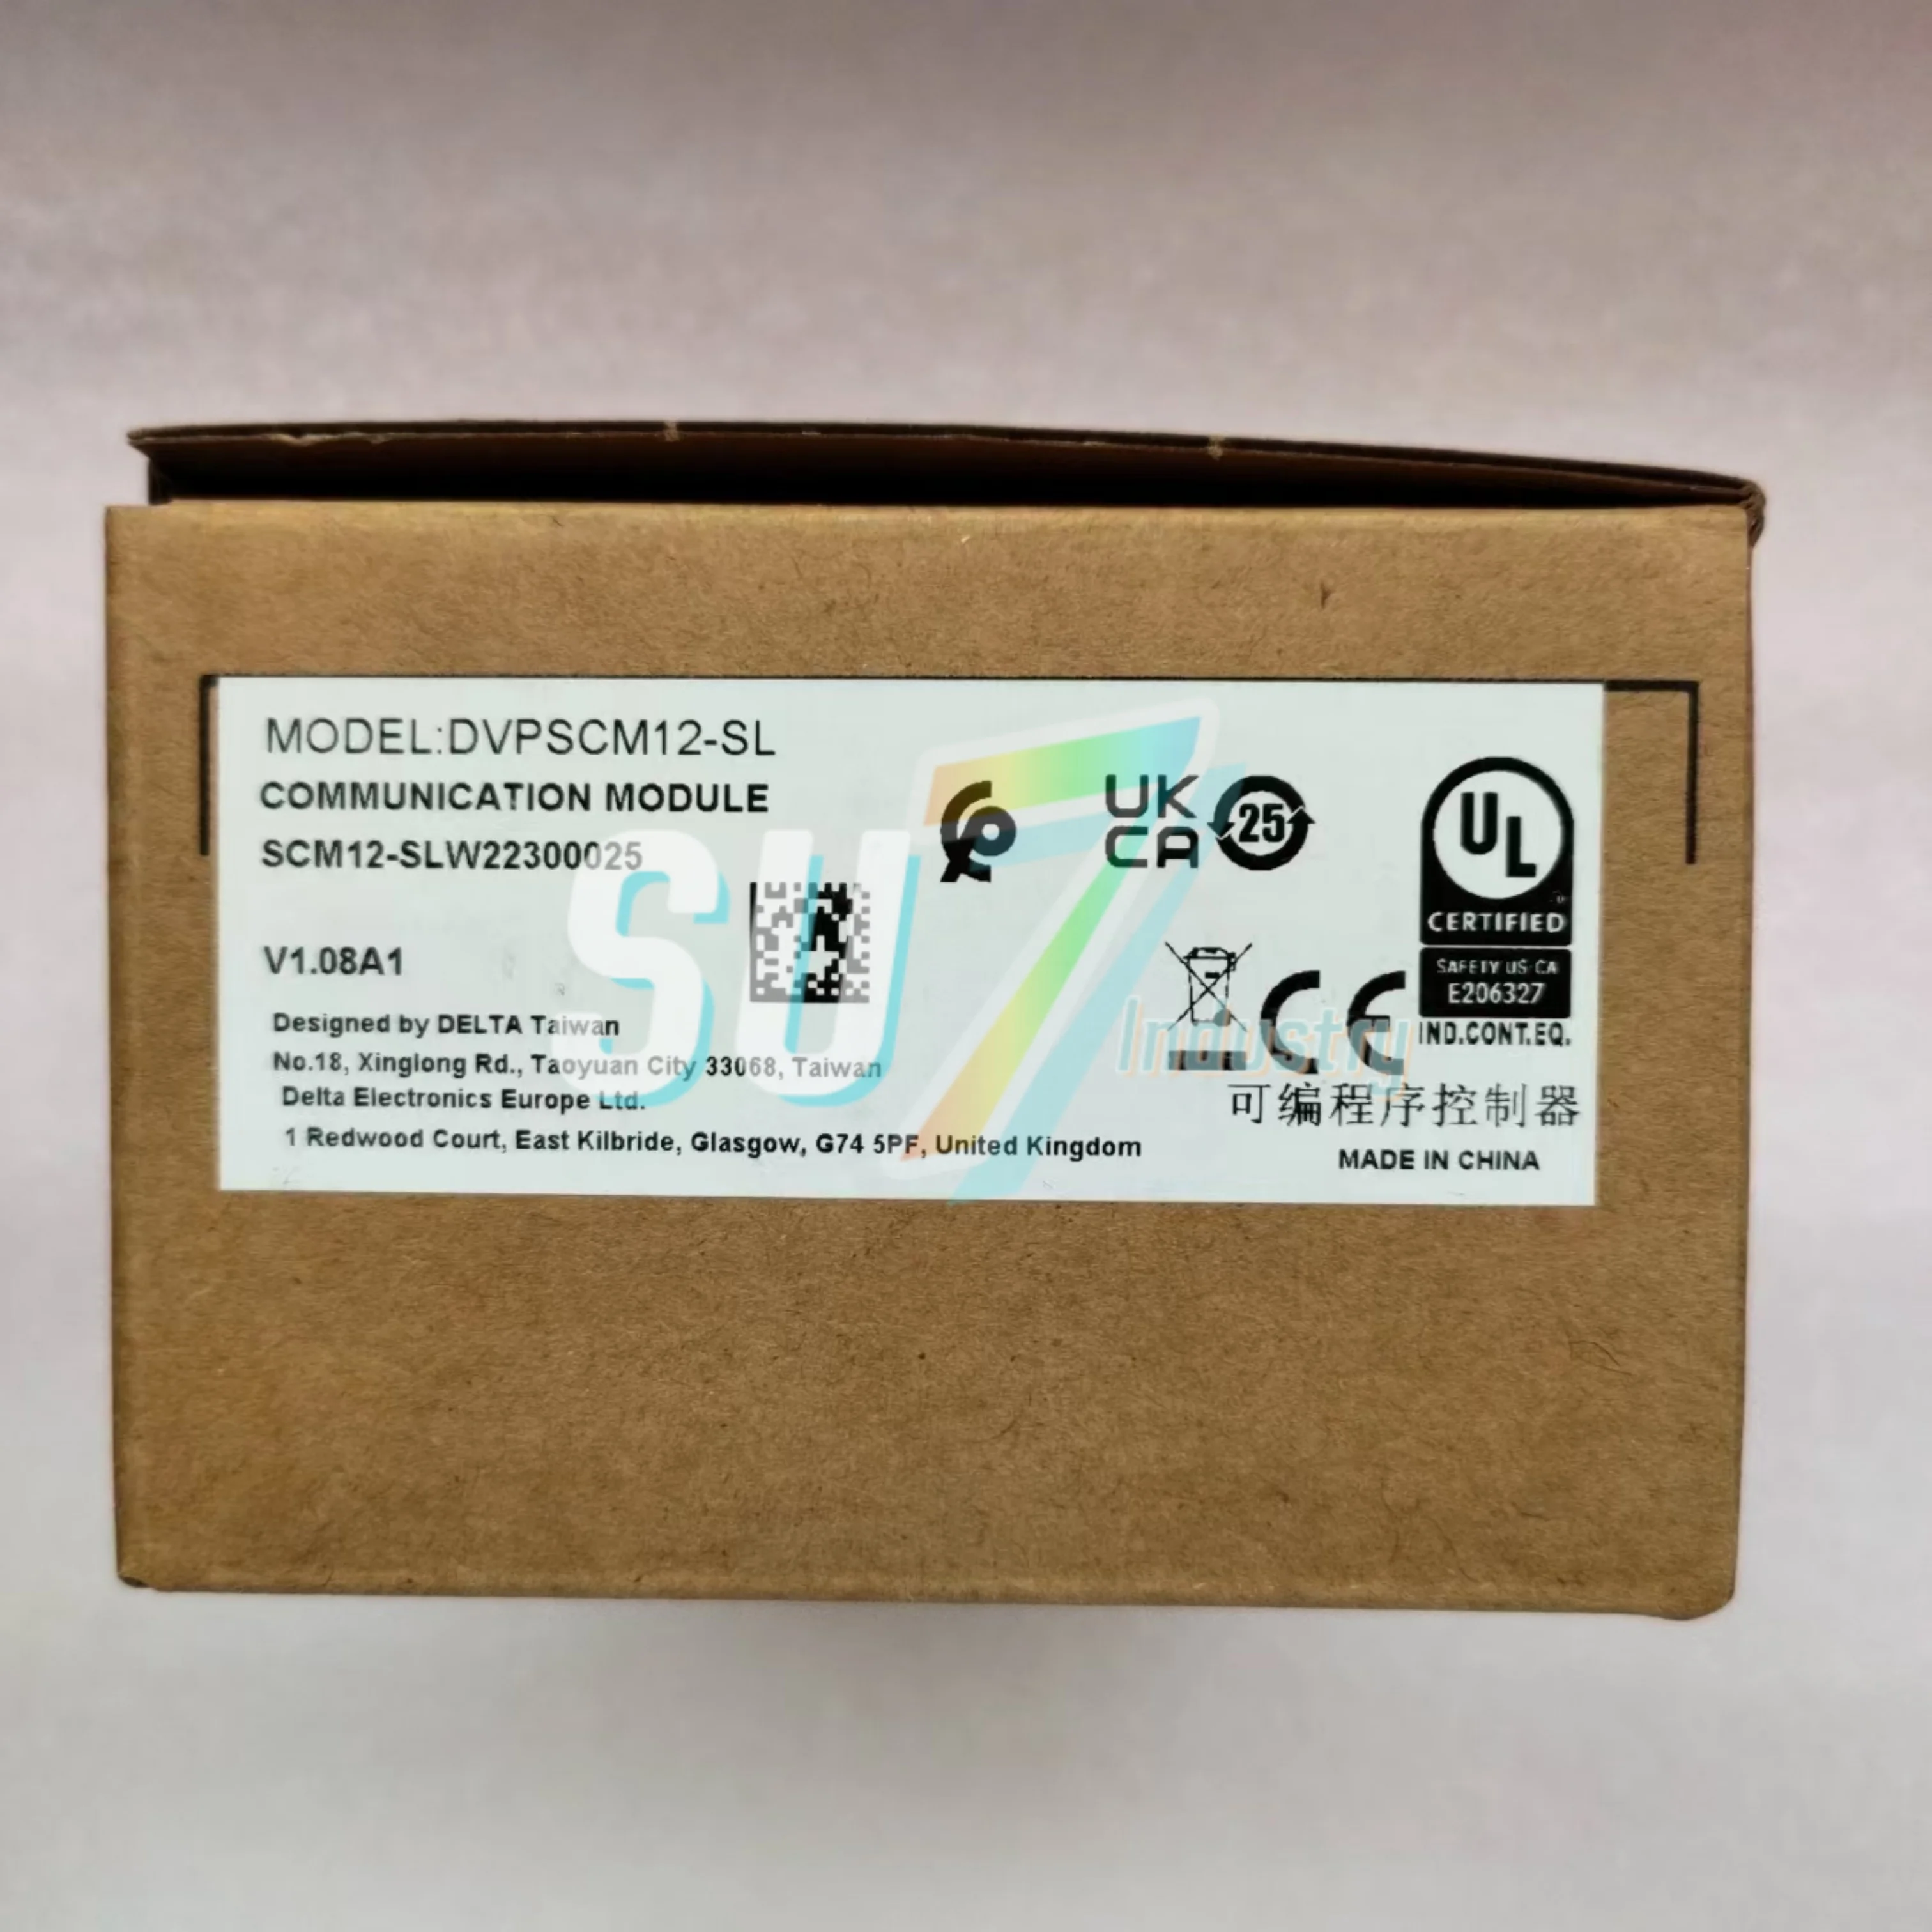 MODEL:DVPSCM12-SL
COMMUNICATION MODULE
SCM12-SLW22300025
V1.08A1
Designed by DELTA Taiwan
No.18, Xinglong Rd., Taoyuan City 33068, Taiwan
Delta Electronics Europe Ltd.
1 Redwood Court, East Kilbride, Glasgow, G74 5PF, United Kingdom
UK
CA
25
UL
CERTIFIED
SAFETY US CA
E206327
CE
IND.CONT.EQ.
可编程序控制器
MADE IN CHINA
SU7
Industry